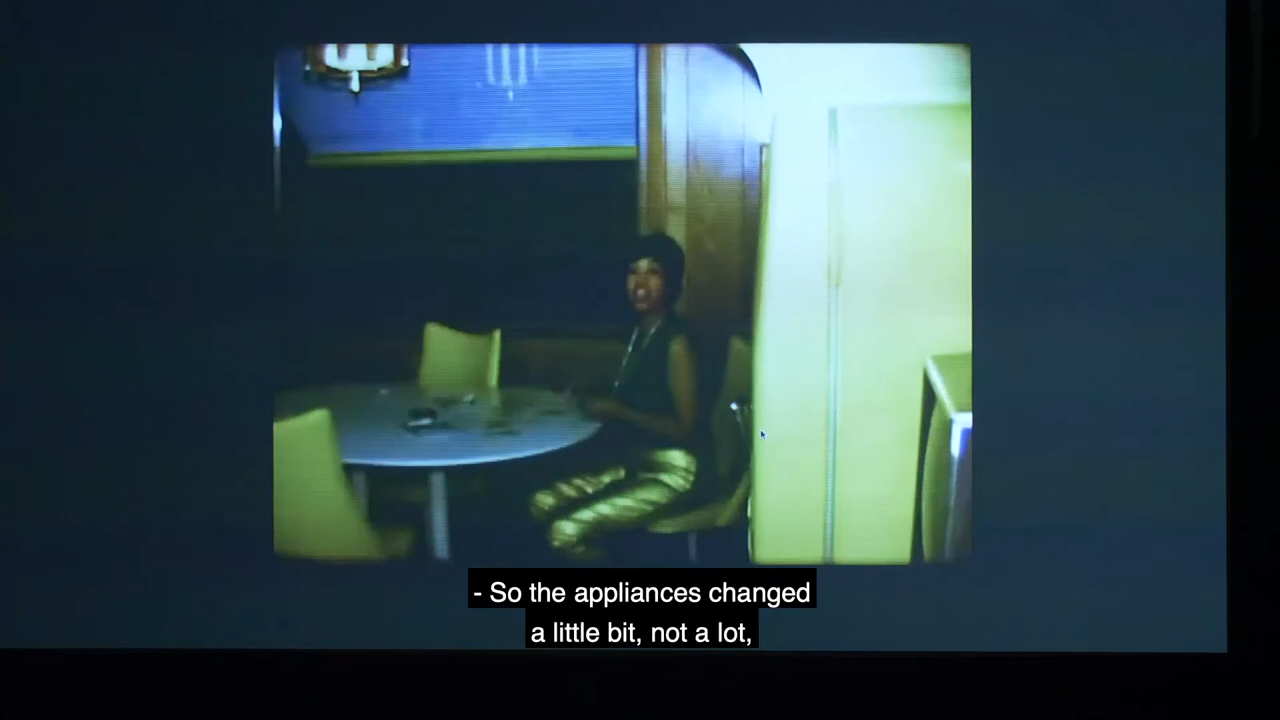 - So the appliances changed
a little bit, not a lot,